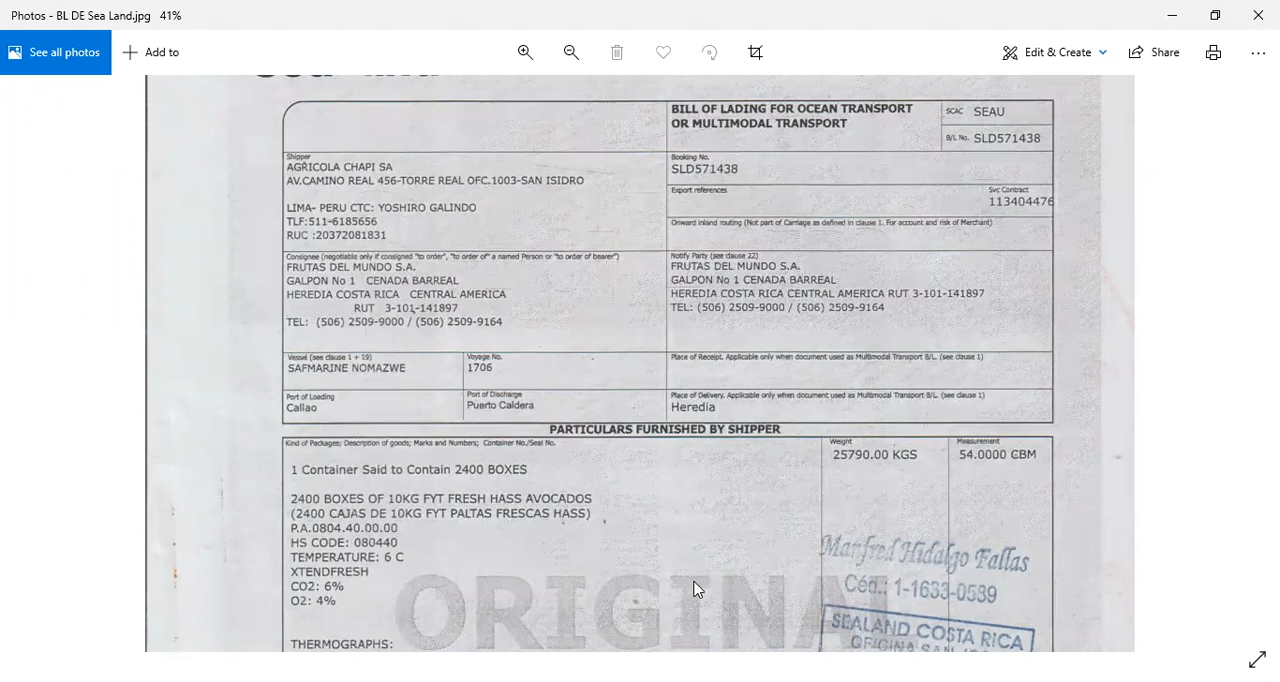 Photos - BL DE Sea Land.jpg 41%
See all photos
Add to
Edit & Create
Share
BILL OF LADING FOR OCEAN TRANSPORT
OR MULTIMODAL TRANSPORT
SCAC SEAU
B/L No. SLD571438
Shipper
AGRICOLA CHAPI SA
AV.CAMINO REAL 456-TORRE REAL OFC.1003-SAN ISIDRO
LIMA- PERU CTC: YOSHIRO GALINDO
TLF:511-6185656
RUC :20372081831
Booking No.
SLD571438
Export references
Svc Contract
113404476
Onward inland routing (Not part of Carriage as defined in clause 1. For account and risk of Merchant)
Consignee (negotiable only if consigned "to order", "to order of" a named Person or "to order of bearer")
FRUTAS DEL MUNDO S.A.
GALPON No 1 CENADA BARREAL
HEREDIA COSTA RICA CENTRAL AMERICA
RUT 3-101-141897
TEL: (506) 2509-9000 / (506) 2509-9164
Notify Party (see clause 22)
FRUTAS DEL MUNDO S.A.
GALPON No 1 CENADA BARREAL
HEREDIA COSTA RICA CENTRAL AMERICA RUT 3-101-141897
TEL: (506) 2509-9000 / (506) 2509-9164
Vessel (see clause 1 + 19)
SAFMARINE NOMAZWE
Voyage No.
1706
Place of Receipt. Applicable only when document used as Multimodal Transport B/L. (see clause 1)
Port of Loading
Callao
Port of Discharge
Puerto Caldera
Place of Delivery. Applicable only when document used as Multimodal Transport B/L. (see clause 1)
Heredia
PARTICULARS FURNISHED BY SHIPPER
Kind of Packages; Description of goods; Marks and Numbers; Container No./Seal No.
Weight
25790.00 KGS
Measurement
54.0000 CBM
1 Container Said to Contain 2400 BOXES
2400 BOXES OF 10KG FYT FRESH HASS AVOCADOS
(2400 CAJAS DE 10KG FYT PALTAS FRESCAS HASS)
P.A.0804.40.00.00
HS CODE: 080440
TEMPERATURE: 6 C
XTENDFRESH
CO2: 6%
O2: 4%
THERMOGRAPHS:
ORIGINA
Manfred Hidalgo Fallas
Céd.: 1-1633-0539
SEALAND COSTA RICA